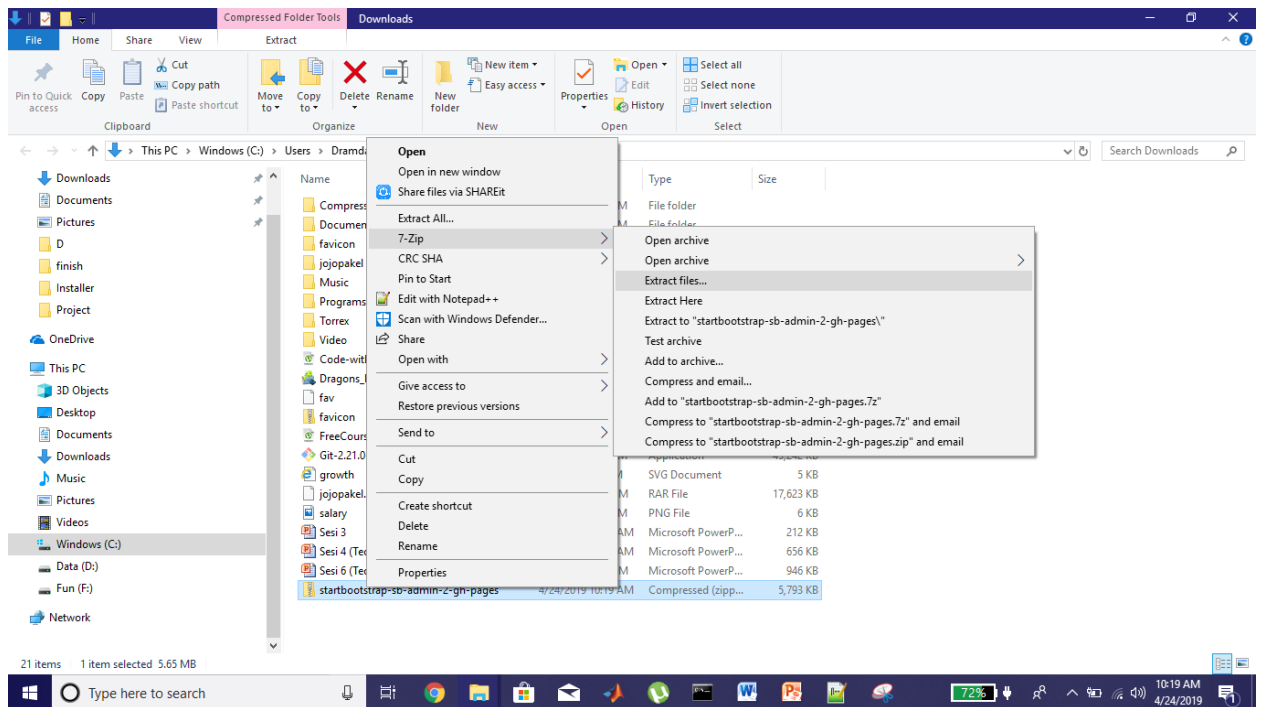 Compressed Folder Tools Downloads
File Home Share View Extract
Pin to Quick access
Copy
Paste
Cut
Copy path
Paste shortcut
Clipboard
Move to
Copy to
Delete
Rename
Organize
New folder
New item
Easy access
New
Properties
Open
Edit
History
Open
Select all
Select none
Invert selection
Select
This PC > Windows (C:) > Users >
Search Downloads
Downloads
Documents
Pictures
D
finish
Installer
Project
OneDrive
This PC
3D Objects
Desktop
Documents
Downloads
Music
Pictures
Videos
Windows (C:)
Data (D:)
Fun (F:)
Network
Name Type Size
File folder
File folder
favicon
jojopakel
Music
Programs
Torrex
Video
fav
favicon
Application
growth SVG Document 5 KB
jojopakel. RAR File 17,623 KB
salary PNG File 6 KB
Sesi 3 Microsoft PowerP... 212 KB
Sesi 4 Microsoft PowerP... 656 KB
Sesi 6 Microsoft PowerP... 946 KB
startbootstrap-sb-admin-2-gh-pages 4/24/2019 10:19 AM Compressed (zipp... 5,793 KB
Open
Open in new window
Share files via SHAREit
Extract All...
7-Zip
CRC SHA
Pin to Start
Edit with Notepad++
Scan with Windows Defender...
Share
Open with
Give access to
Restore previous versions
Send to
Cut
Copy
Create shortcut
Delete
Rename
Properties
Open archive
Open archive
Extract files...
Extract Here
Extract to "startbootstrap-sb-admin-2-gh-pages\"
Test archive
Add to archive...
Compress and email...
Add to "startbootstrap-sb-admin-2-gh-pages.7z"
Compress to "startbootstrap-sb-admin-2-gh-pages.7z" and email
Compress to "startbootstrap-sb-admin-2-gh-pages.zip" and email
21 items 1 item selected 5.65 MB
Type here to search
72%
10:19 AM
4/24/2019